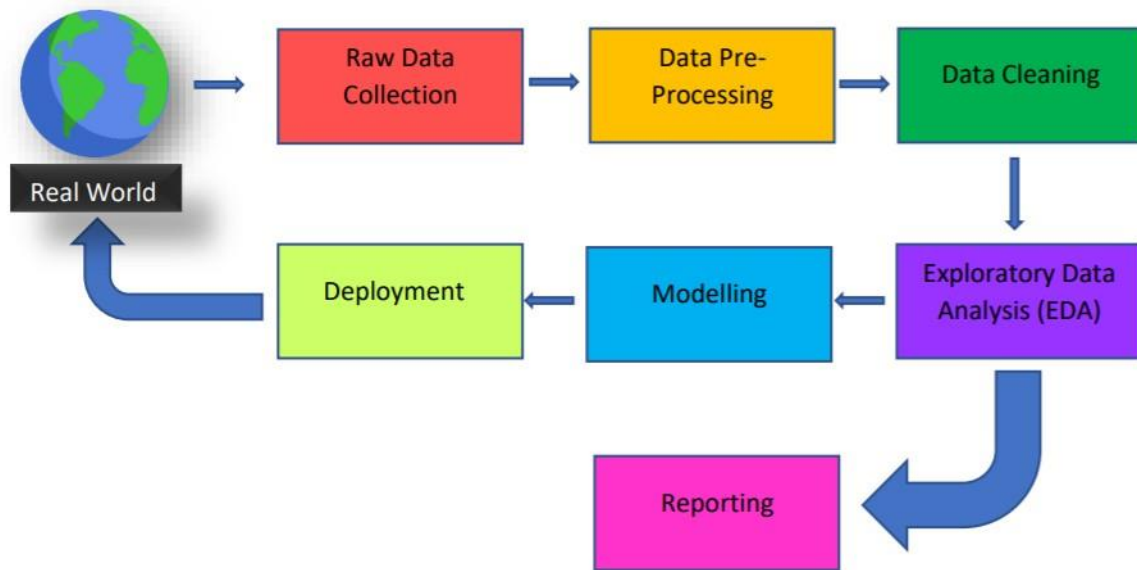 Real World
Raw Data
Collection
Data Pre-
Processing
Data Cleaning
Exploratory Data
Analysis (EDA)
Modelling
Deployment
Reporting